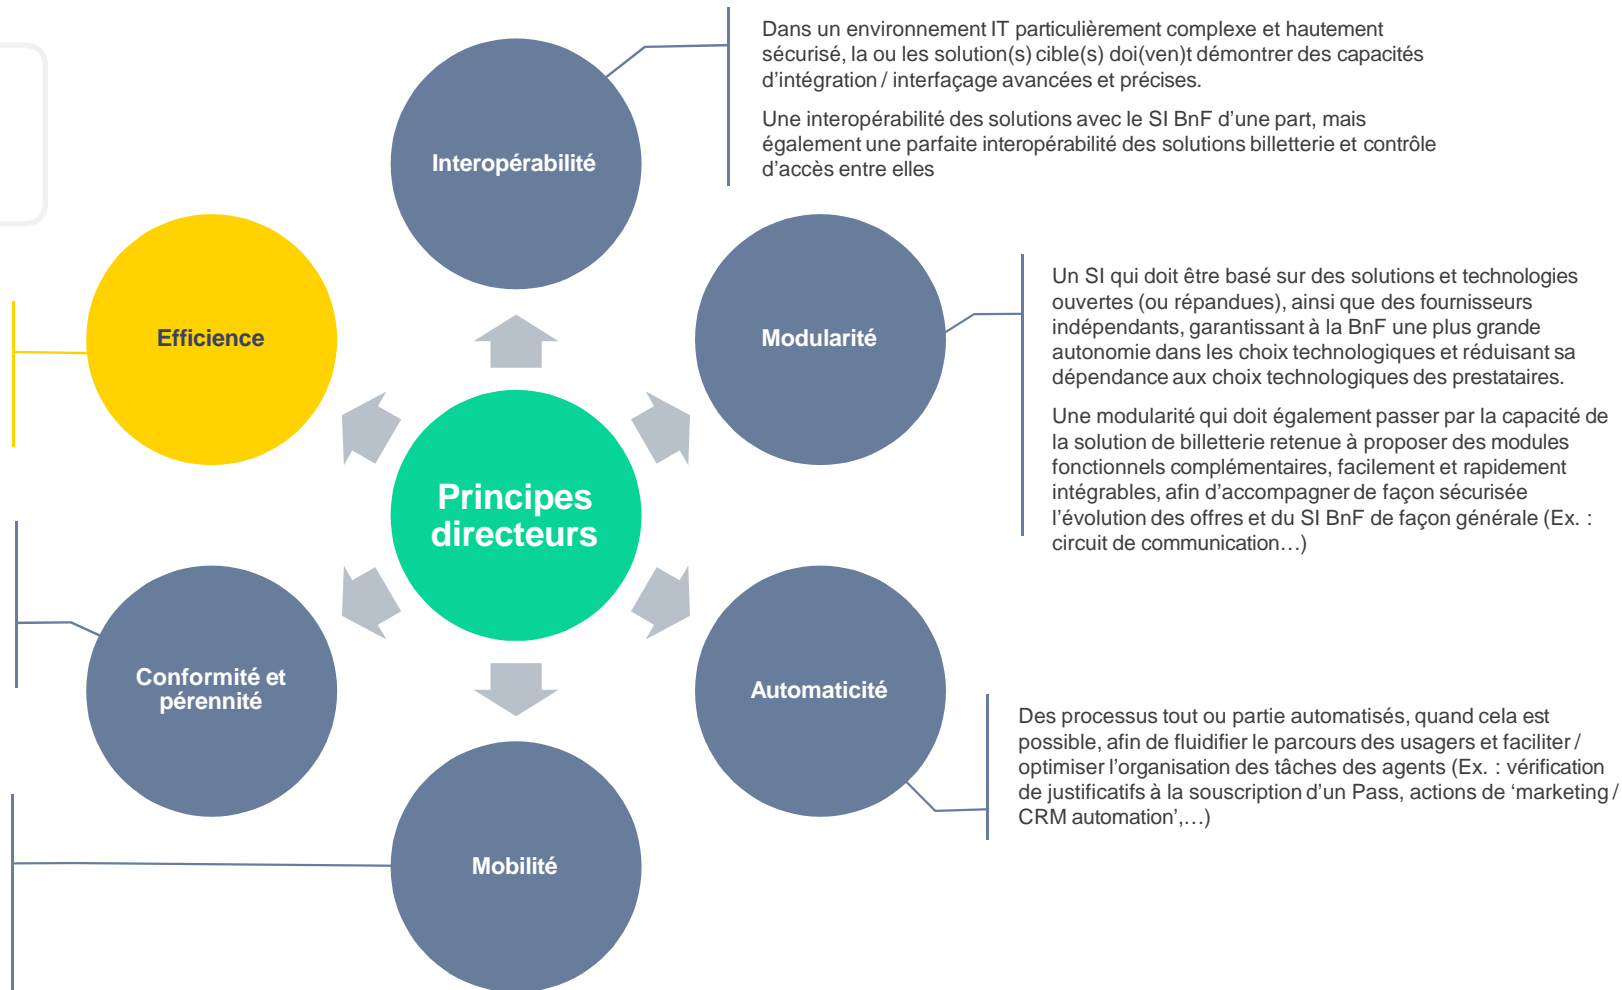 Dans un environnement IT particulièrement complexe et hautement
sécurisé, la ou les solution(s) cible(s) doi(ven)t démontrer des capacités
d’intégration / interfaçage avancées et précises.
Une interopérabilité des solutions avec le SI BnF d’une part, mais
également une parfaite interopérabilité des solutions billetterie et contrôle
d’accès entre elles
Interopérabilité
Efficience
Modularité
Un SI qui doit être basé sur des solutions et technologies
ouvertes (ou répandues), ainsi que des fournisseurs
indépendants, garantissant à la BnF une plus grande
autonomie dans les choix technologiques et réduisant sa
dépendance aux choix technologiques des prestataires.
Une modularité qui doit également passer par la capacité de
la solution de billetterie retenue à proposer des modules
fonctionnels complémentaires, facilement et rapidement
intégrables, afin d’accompagner de façon sécurisée
l’évolution des offres et du SI BnF de façon générale (Ex. :
circuit de communication…)
Principes
directeurs
Conformité et
pérennité
Automaticité
Des processus tout ou partie automatisés, quand cela est
possible, afin de fluidifier le parcours des usagers et faciliter /
optimiser l’organisation des tâches des agents (Ex. : vérification
de justificatifs à la souscription d’un Pass, actions de ‘marketing /
CRM automation’,…)
Mobilité